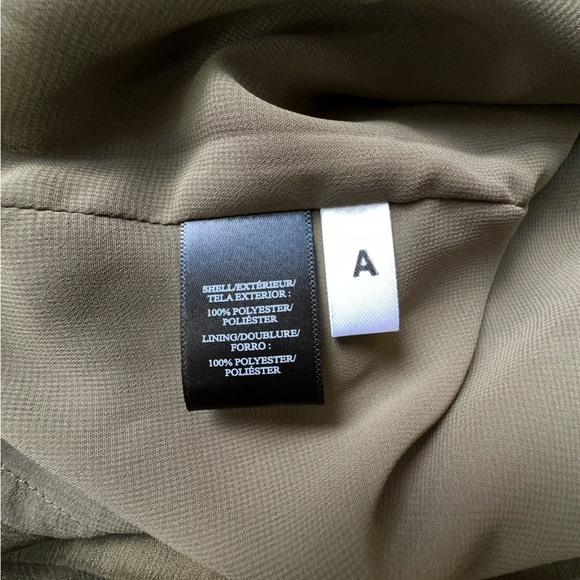 SHELL/EXTÉRIEUR/
TELA EXTERIOR :
100% POLYESTER/
POLIÉSTER
LINING/DOUBLURE/
FORRO :
100% POLYESTER/
POLIÉSTER
A